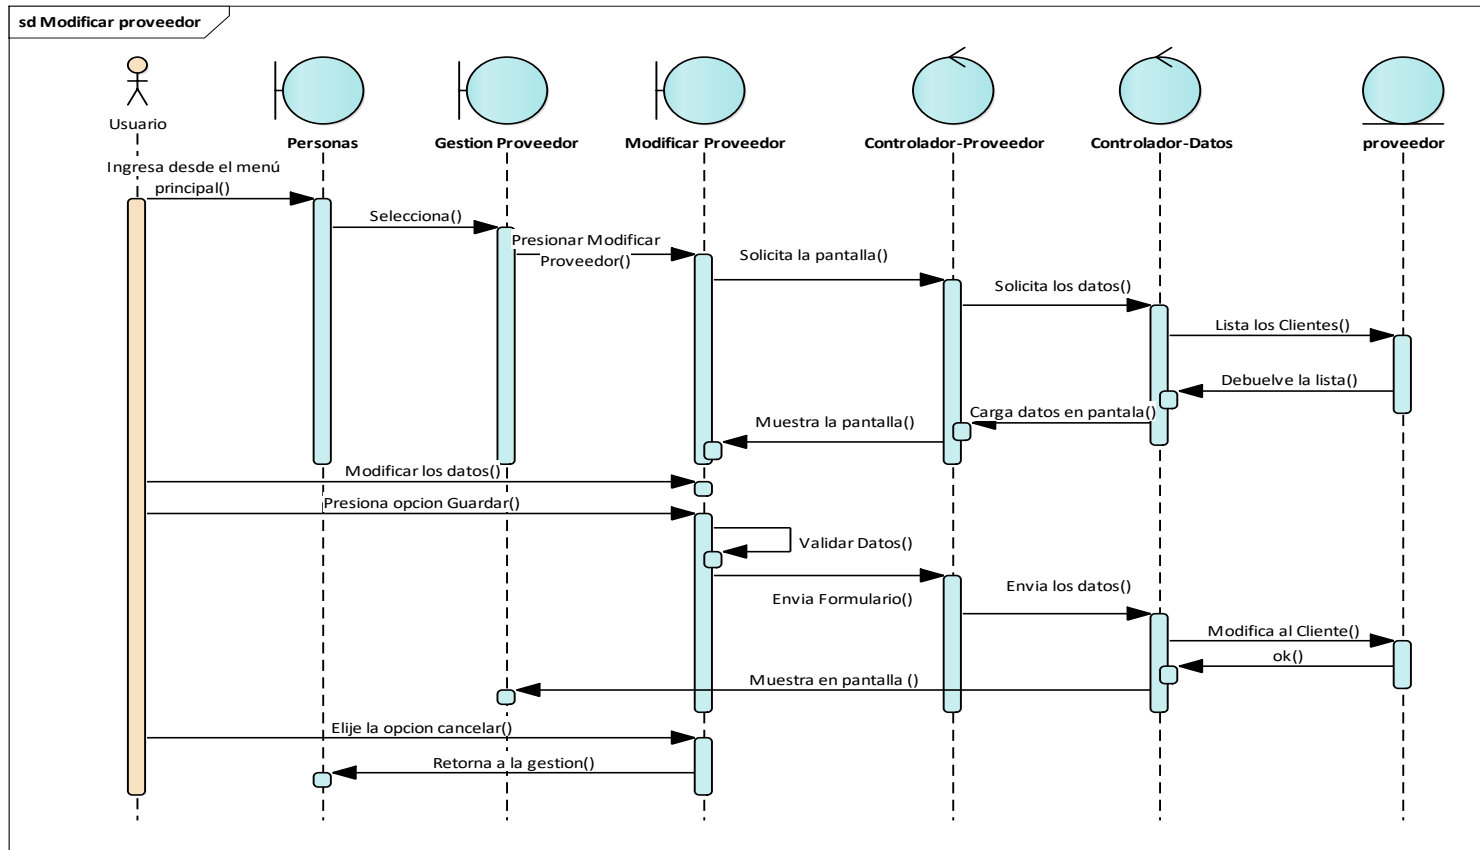 sd Modificar proveedor
Usuario
Personas
Gestion Proveedor
Modificar Proveedor
Controlador-Proveedor
Controlador-Datos
proveedor
Ingresa desde el menú
principal()
Selecciona()
Presionar Modificar
Proveedor()
Solicita la pantalla()
Solicita los datos()
Lista los Clientes()
Debuelve la lista()
Carga datos en pantala()
Muestra la pantalla()
Modificar los datos()
Presiona opcion Guardar()
Validar Datos()
Envia Formulario()
Envia los datos()
Modifica al Cliente()
ok()
Muestra en pantalla ()
Elije la opcion cancelar()
Retorna a la gestion()